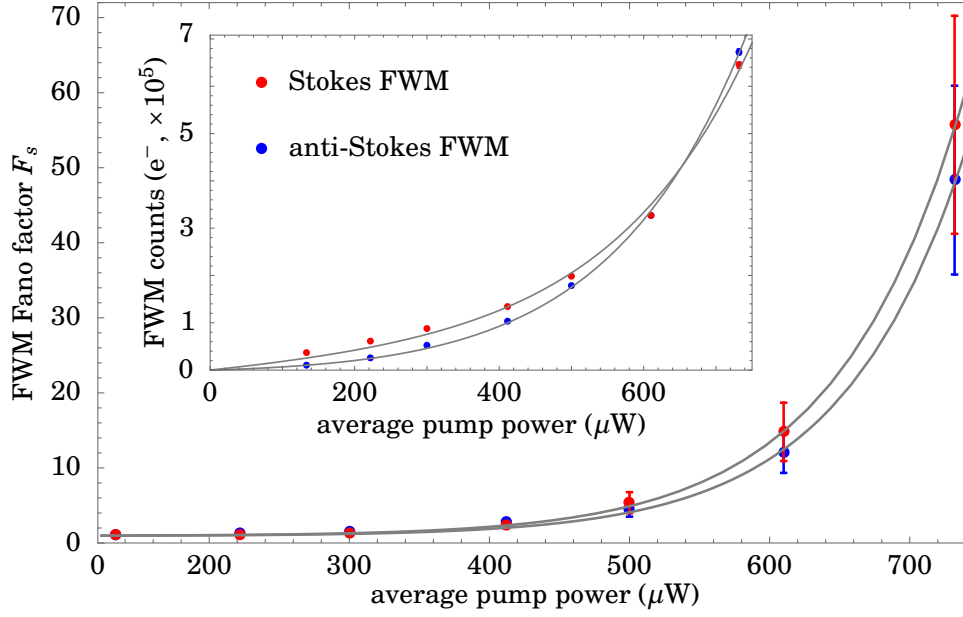 70
60
50
40
30
20
10
0
FWM Fano factor F_s
7
5
3
1
0
FWM counts (e⁻, ×10⁵)
Stokes FWM
anti-Stokes FWM
0 200 400 600
average pump power (μW)
0 200 300 400 500 600 700
average pump power (μW)